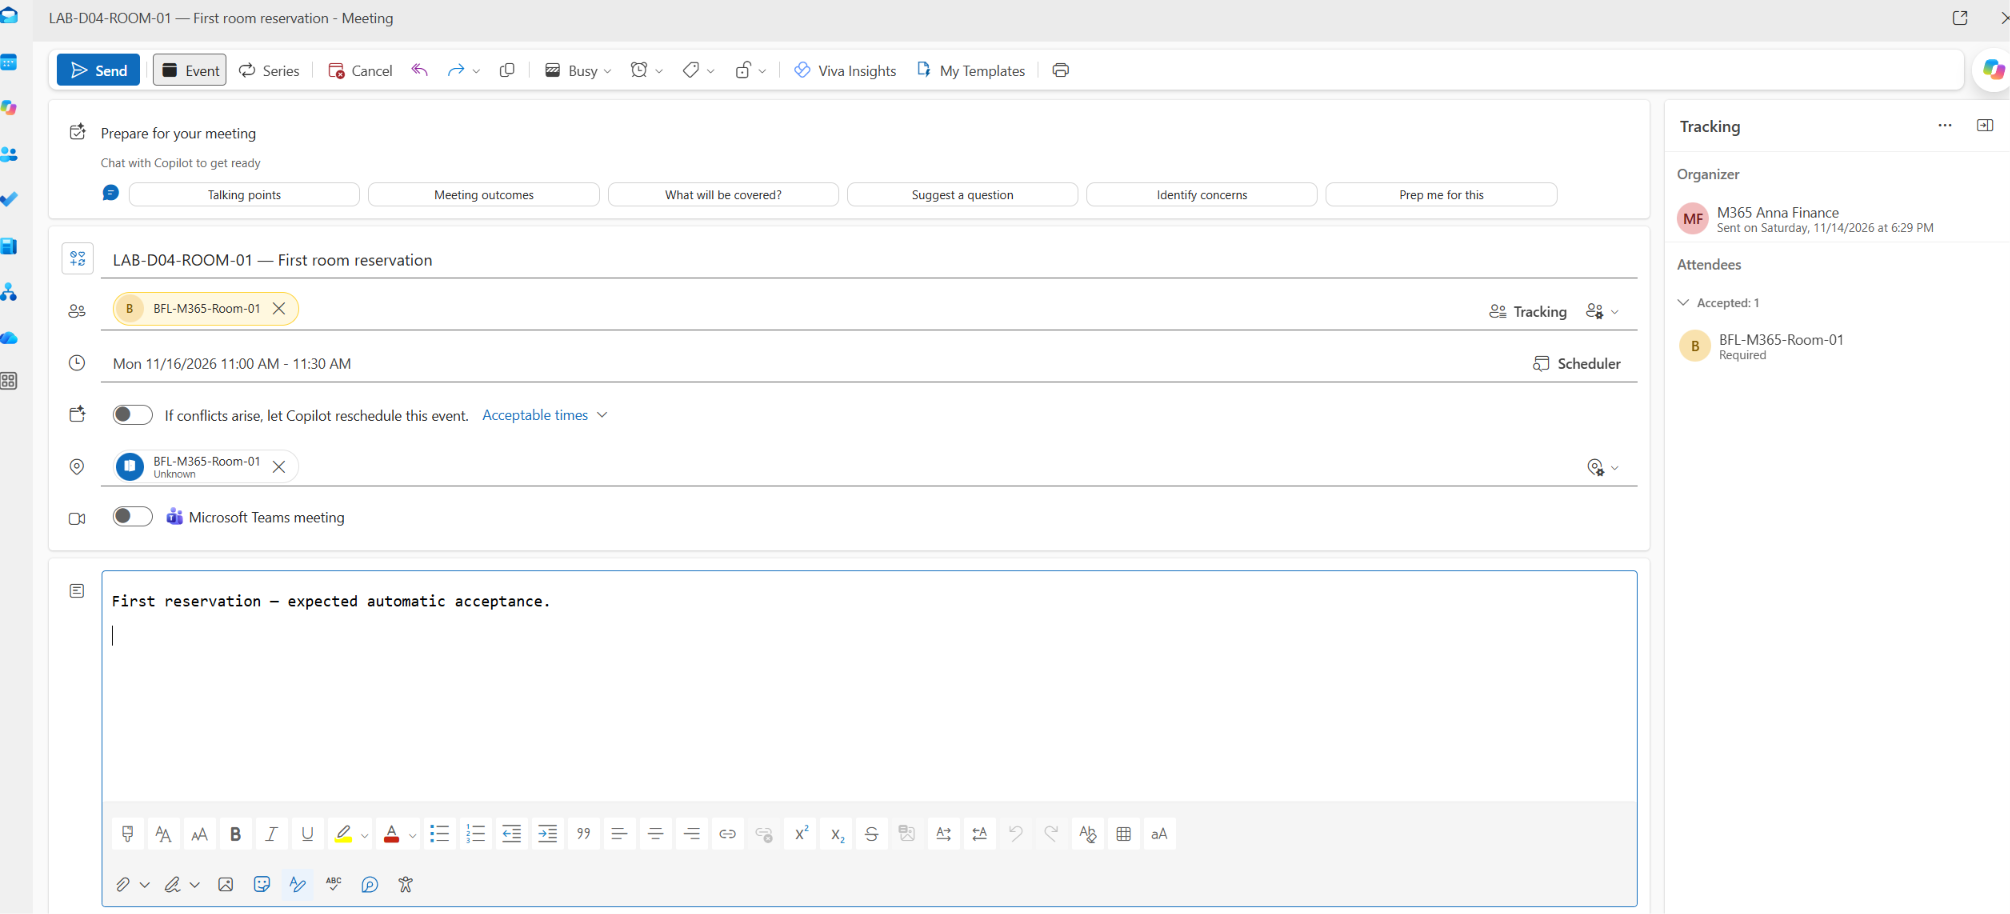 LAB-D04-ROOM-01 — First room reservation - Meeting
Send
Event
Series
Cancel
Busy
Viva Insights
My Templates
Prepare for your meeting
Chat with Copilot to get ready
Talking points
Meeting outcomes
What will be covered?
Suggest a question
Identify concerns
Prep me for this
LAB-D04-ROOM-01 — First room reservation
B
BFL-M365-Room-01
Tracking
Mon 11/16/2026 11:00 AM - 11:30 AM
Scheduler
If conflicts arise, let Copilot reschedule this event.
Acceptable times
BFL-M365-Room-01
Unknown
Microsoft Teams meeting
First reservation — expected automatic acceptance.
Tracking
Organizer
MF
M365 Anna Finance
Sent on Saturday, 11/14/2026 at 6:29 PM
Attendees
Accepted: 1
B
BFL-M365-Room-01
Required